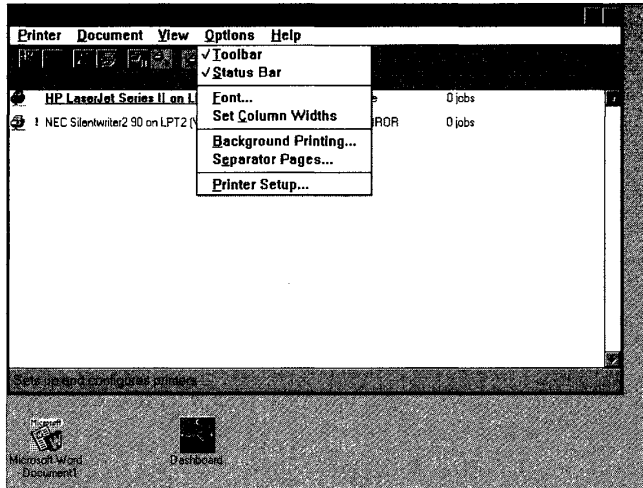 Printer Document View Options Help
✓Toolbar
✓Status Bar
Font...
Set Column Widths
Background Printing...
Separator Pages...
Printer Setup...
HP LaserJet Series II on 0 jobs
! NEC Silentwriter2 90 on LPT2 0 jobs
Sets up and configures printers
Microsoft Word
Document1
Dashboard